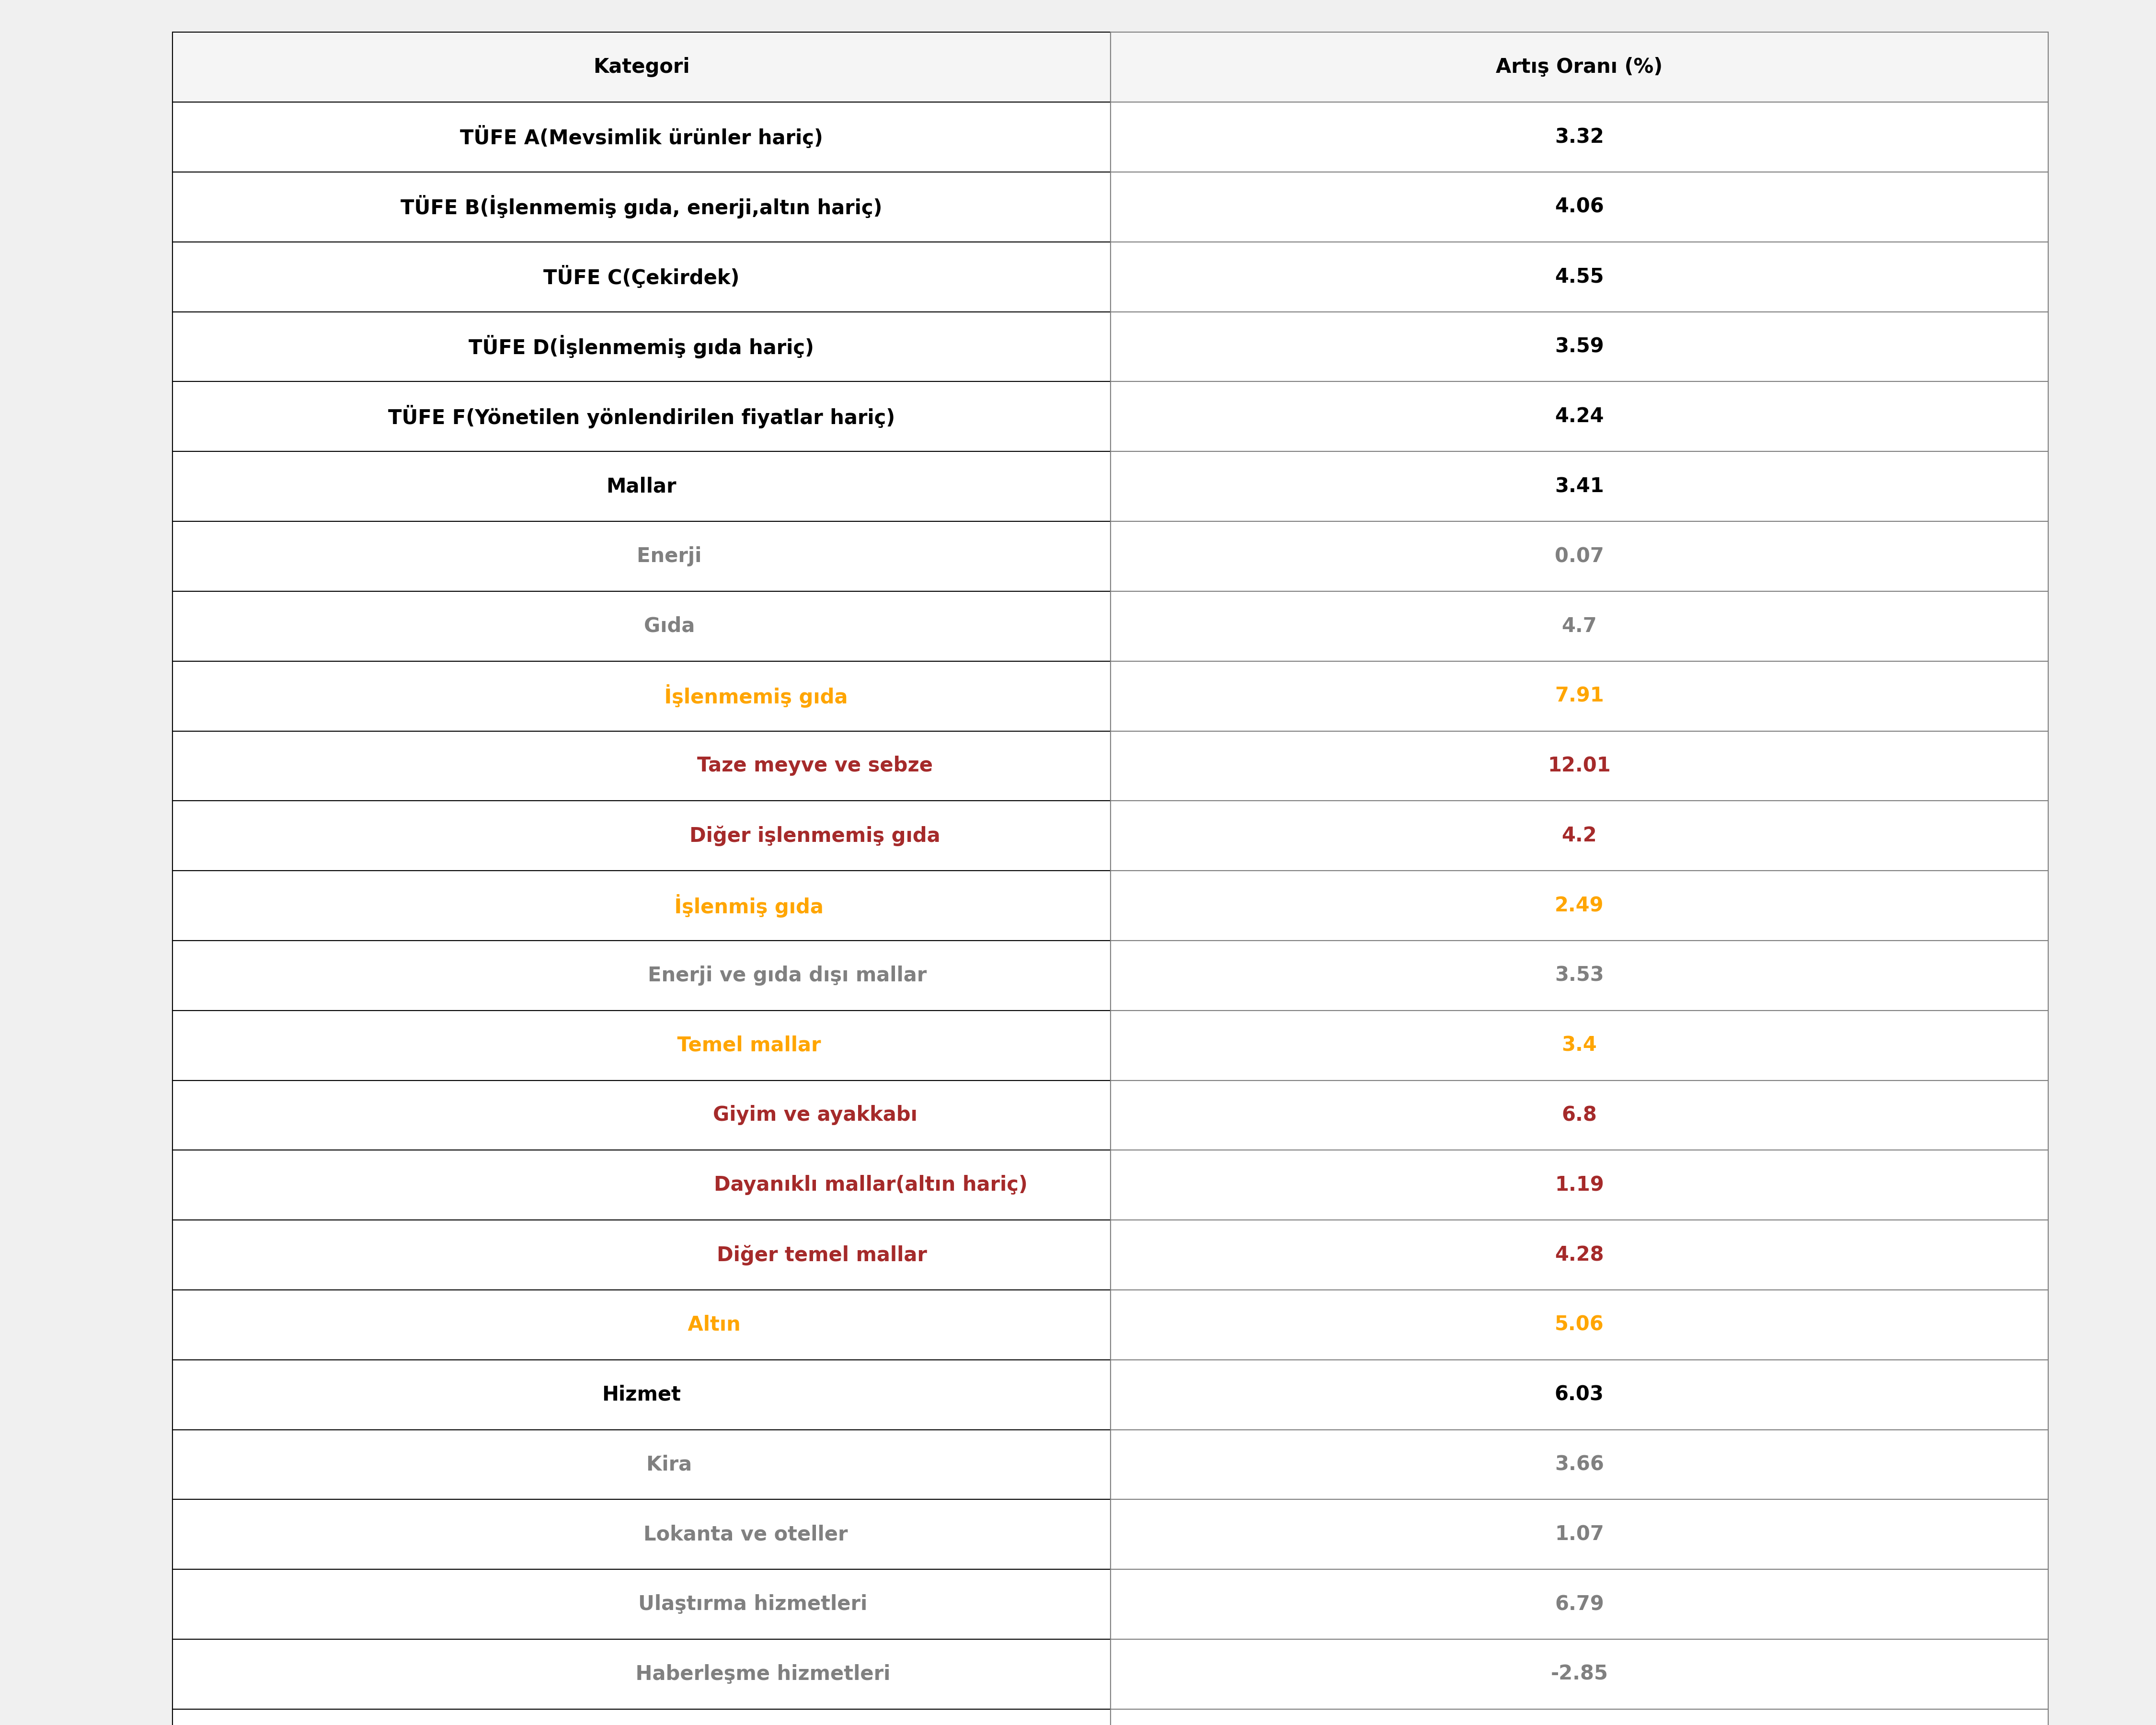 Kategori Artış Oranı (%)
TÜFE A(Mevsimlik ürünler hariç) 3.32
TÜFE B(İşlenmemiş gıda, enerji,altın hariç) 4.06
TÜFE C(Çekirdek) 4.55
TÜFE D(İşlenmemiş gıda hariç) 3.59
TÜFE F(Yönetilen yönlendirilen fiyatlar hariç) 4.24
Mallar 3.41
Enerji 0.07
Gıda 4.7
İşlenmemiş gıda 7.91
Taze meyve ve sebze 12.01
Diğer işlenmemiş gıda 4.2
İşlenmiş gıda 2.49
Enerji ve gıda dışı mallar 3.53
Temel mallar 3.4
Giyim ve ayakkabı 6.8
Dayanıklı mallar(altın hariç) 1.19
Diğer temel mallar 4.28
Altın 5.06
Hizmet 6.03
Kira 3.66
Lokanta ve oteller 1.07
Ulaştırma hizmetleri 6.79
Haberleşme hizmetleri -2.85